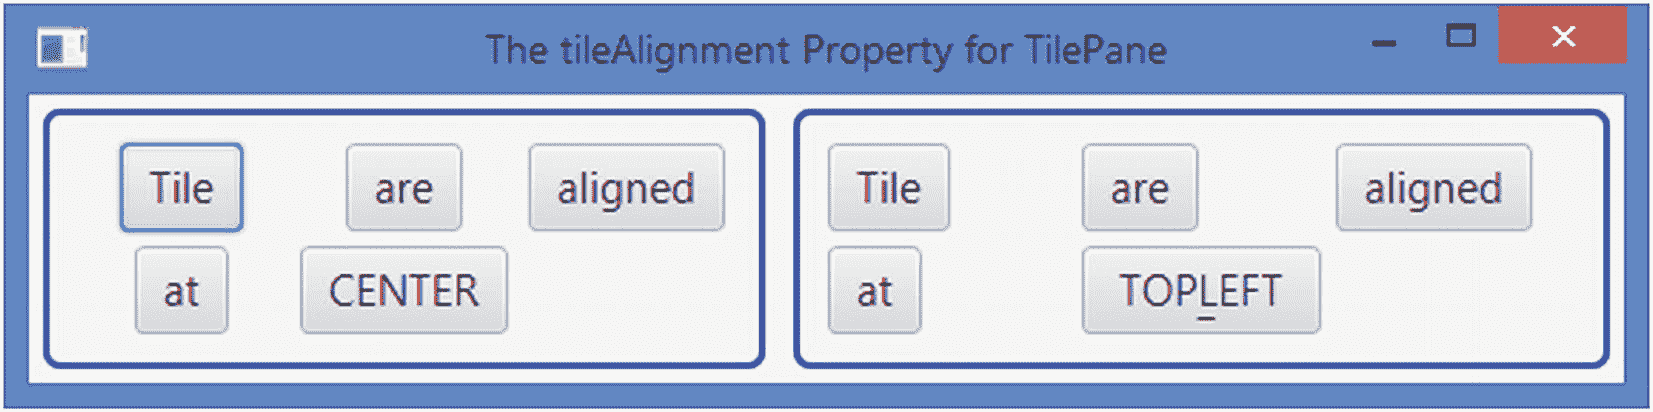 The tileAlignment Property for TilePane
Tile are aligned
at CENTER
Tile are aligned
at TOPLEFT